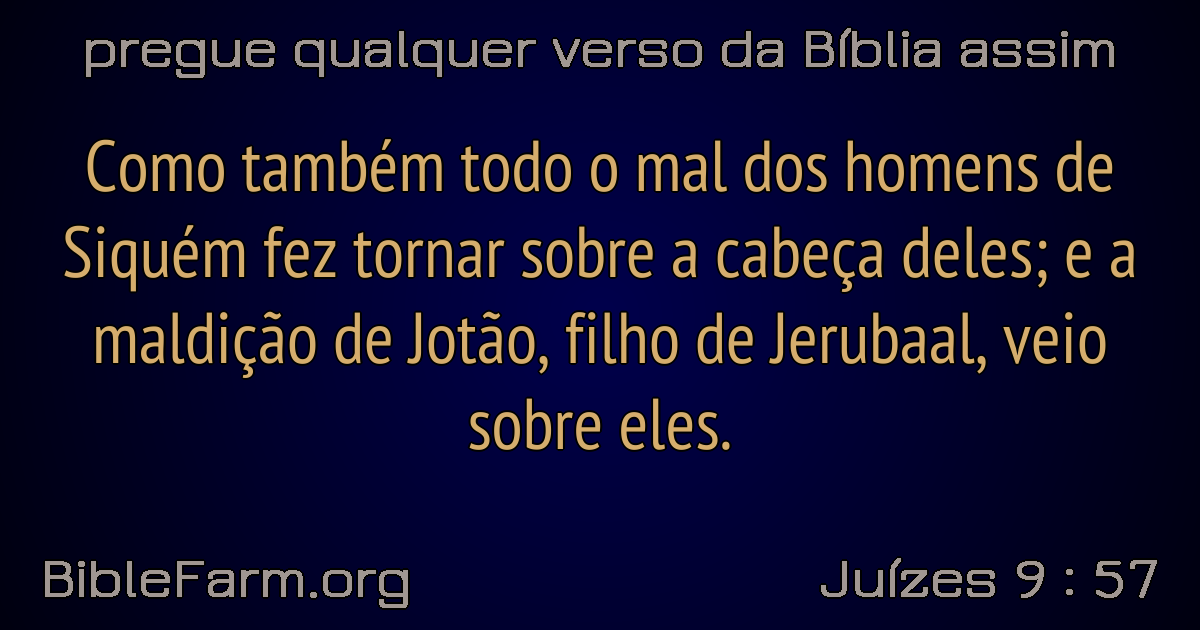 pregue qualquer verso da Bíblia assim
Como também todo o mal dos homens de
Siquém fez tornar sobre a cabeça deles; e a
maldição de Jotão, filho de Jerubaal, veio
sobre eles.
BibleFarm.org
Juízes 9 : 57